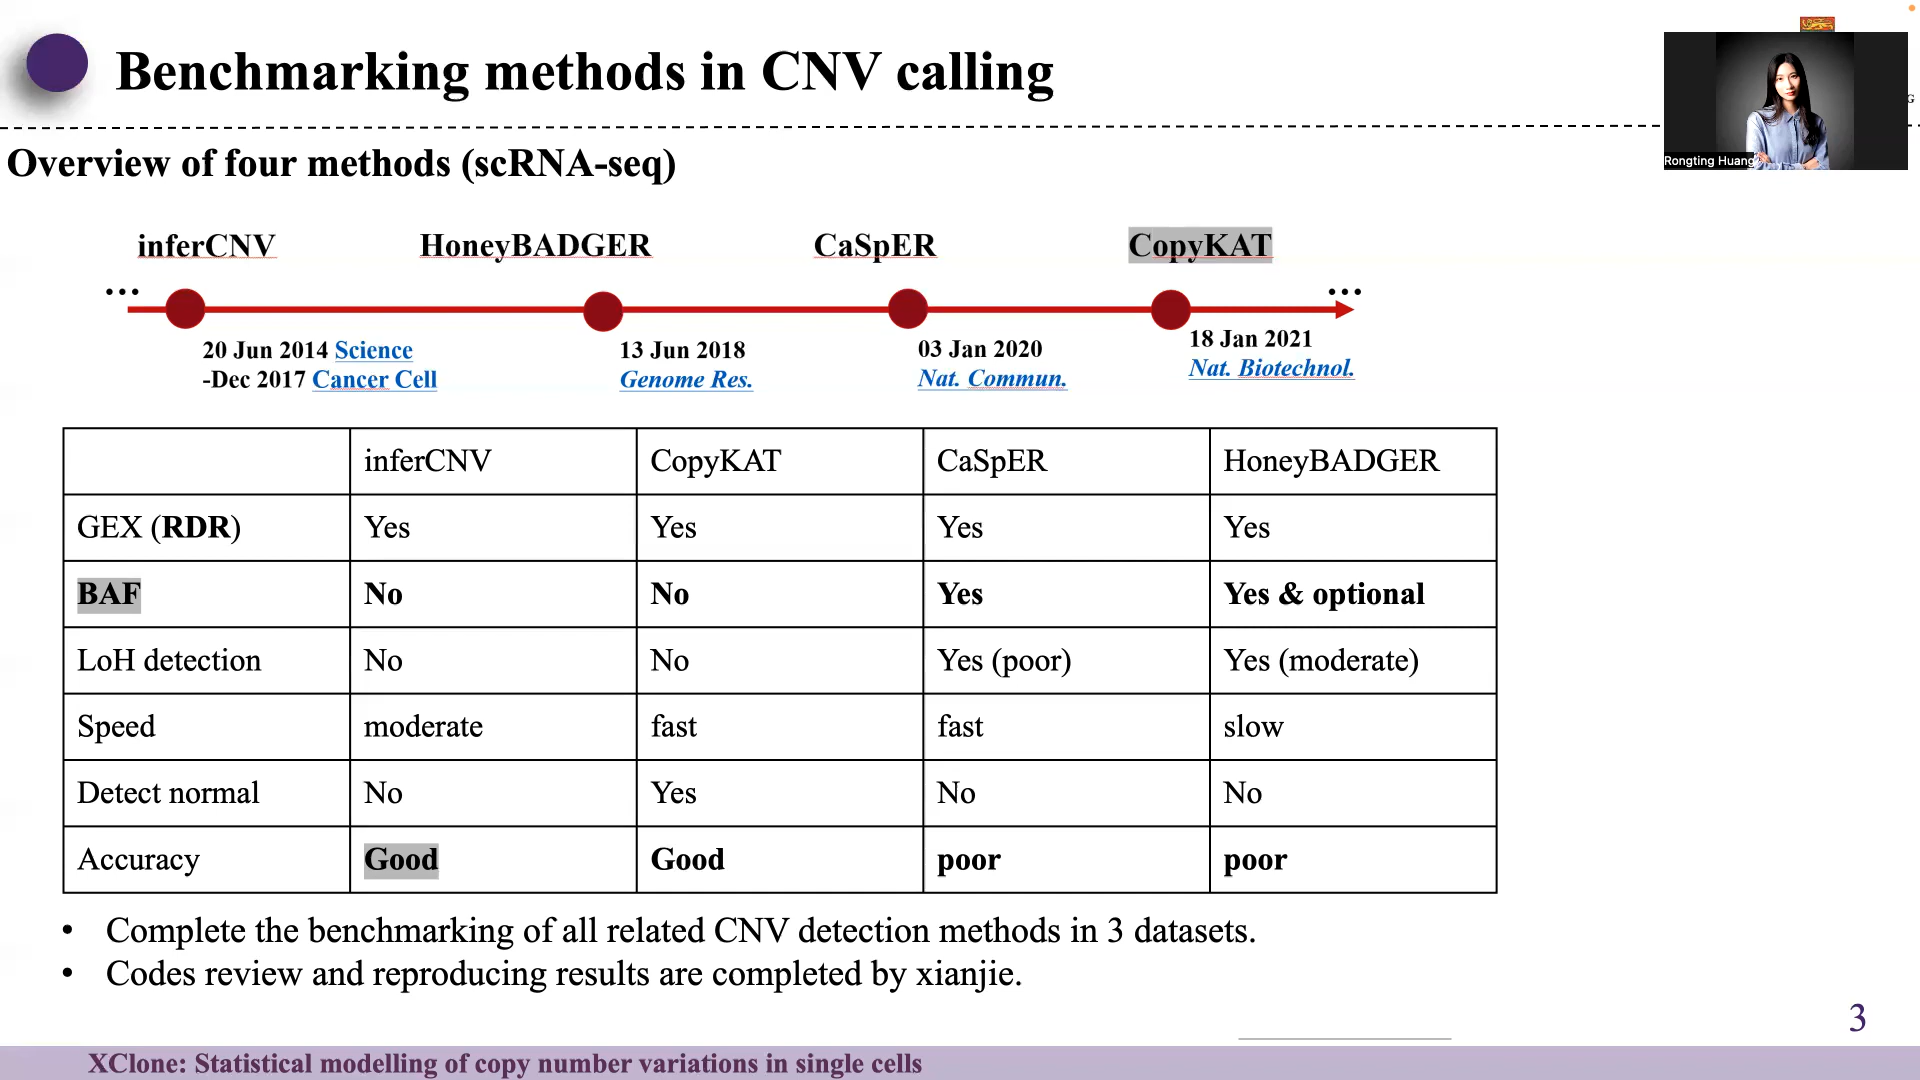 Benchmarking methods in CNV calling
G
Rongting Huang
Overview of four methods (scRNA-seq)
inferCNV HoneyBADGER CaSpER CopyKAT
... ...
20 Jun 2014 Science
-Dec 2017 Cancer Cell
13 Jun 2018
Genome Res.
03 Jan 2020
Nat. Commun.
18 Jan 2021
Nat. Biotechnol.
inferCNV CopyKAT CaSpER HoneyBADGER
GEX (RDR) Yes Yes Yes Yes
BAF No No Yes Yes & optional
LoH detection No No Yes (poor) Yes (moderate)
Speed moderate fast fast slow
Detect normal No Yes No No
Accuracy Good Good poor poor
• Complete the benchmarking of all related CNV detection methods in 3 datasets.
• Codes review and reproducing results are completed by xianjie.
3
XClone: Statistical modelling of copy number variations in single cells